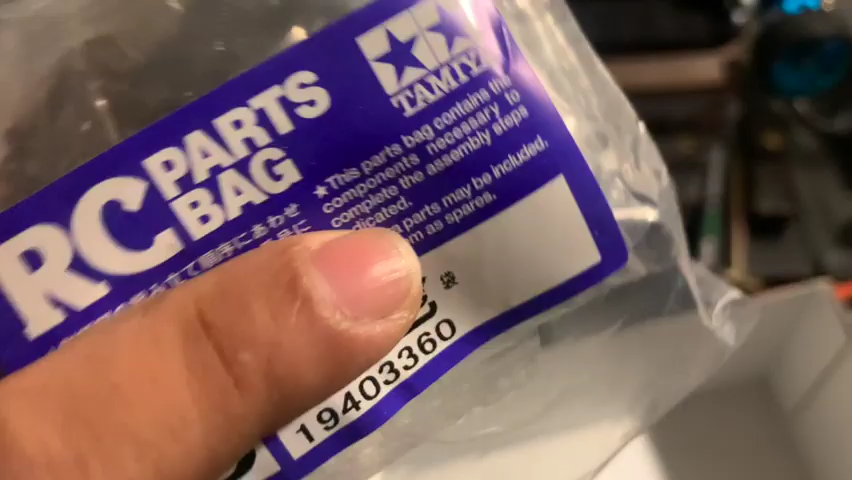 TAMIYA
RC PARTS
BAG
★This parts bag contains the
components necessary to
complete the assembly steps
dicated.
a parts may be included.
m as spares.
袋
19403360